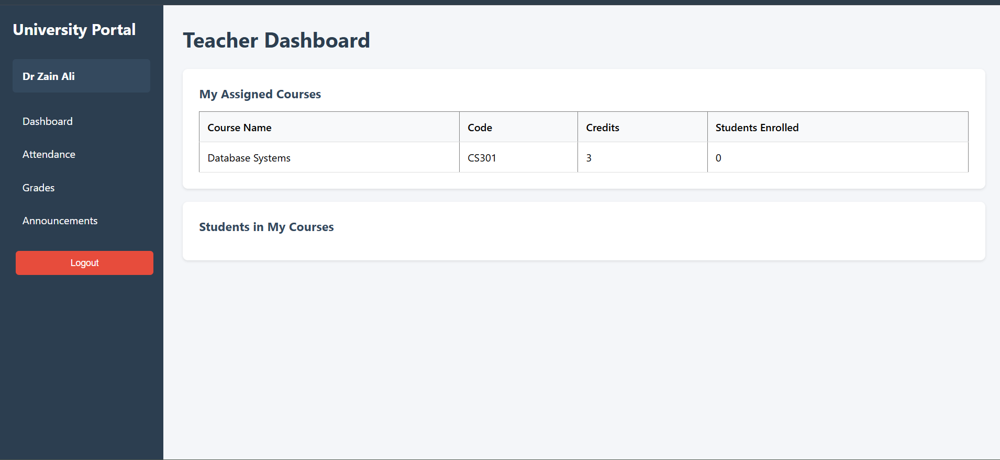 University Portal
Dr Zain Ali
Dashboard
Attendance
Grades
Announcements
Logout
Teacher Dashboard
My Assigned Courses
Course Name Code Credits Students Enrolled
Database Systems CS301 3 0
Students in My Courses